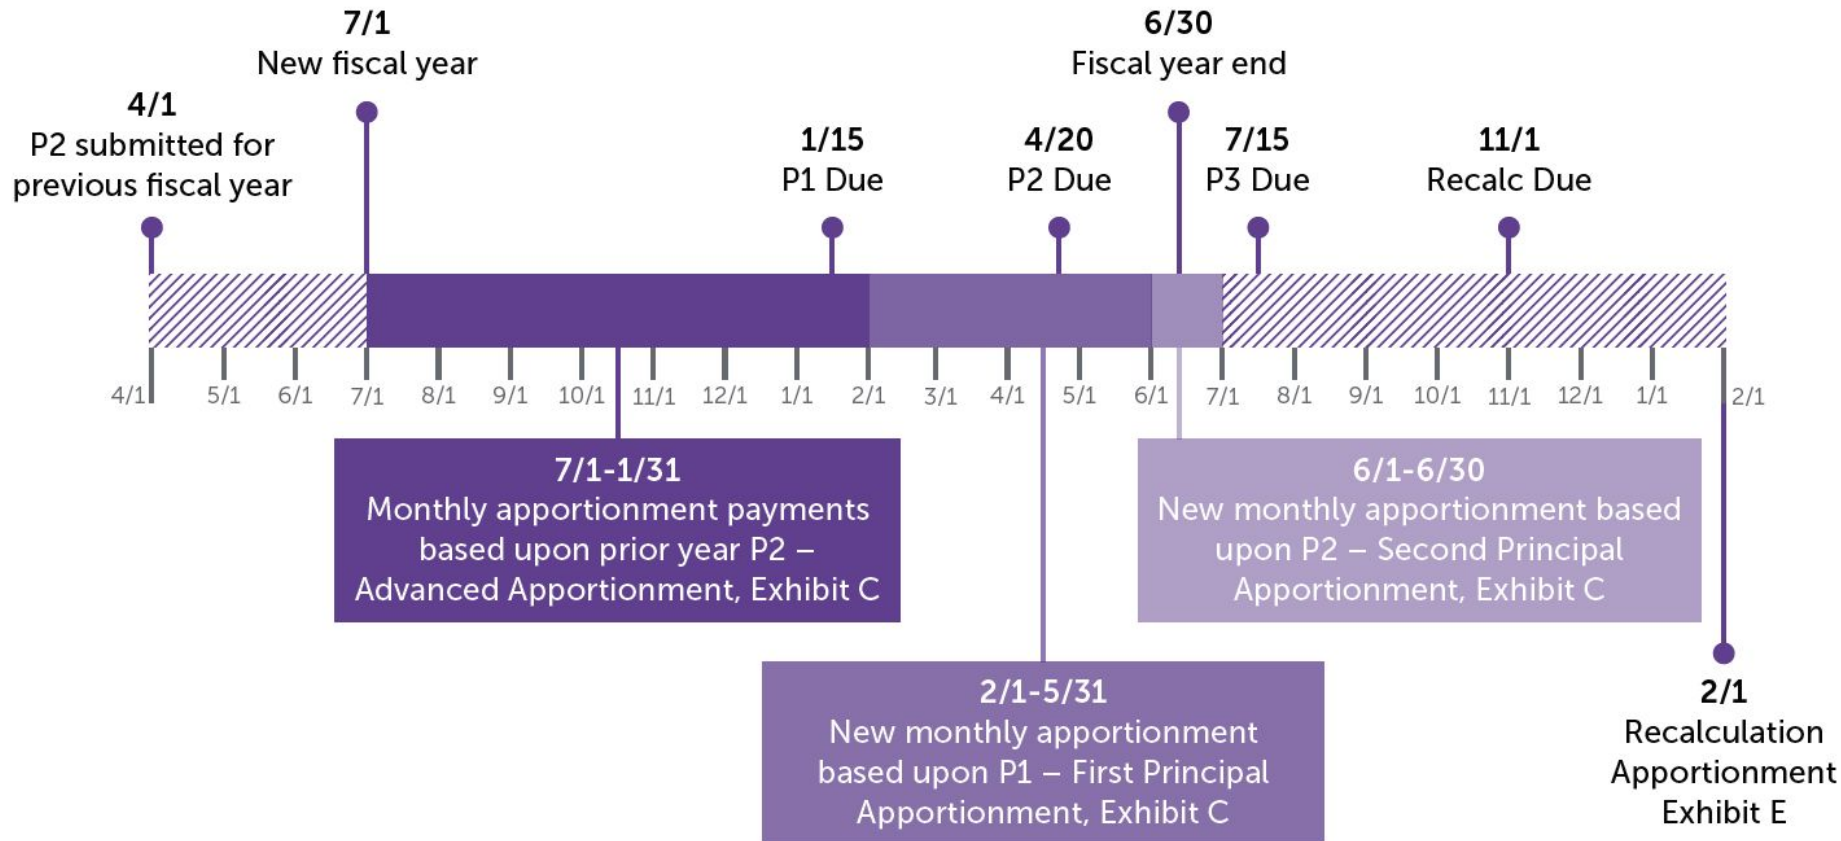 7/1
New fiscal year
6/30
Fiscal year end
4/1
P2 submitted for
previous fiscal year
1/15
P1 Due
4/20
P2 Due
7/15
P3 Due
11/1
Recalc Due
4/1
5/1
6/1
7/1
8/1
9/1
10/1
11/1
12/1
1/1
2/1
3/1
4/1
5/1
6/1
7/1
8/1
9/1
10/1
11/1
12/1
1/1
2/1
7/1-1/31
Monthly apportionment payments
based upon prior year P2 –
Advanced Apportionment, Exhibit C
6/1-6/30
New monthly apportionment based
upon P2 – Second Principal
Apportionment, Exhibit C
2/1-5/31
New monthly apportionment
based upon P1 – First Principal
Apportionment, Exhibit C
2/1
Recalculation
Apportionment
Exhibit E